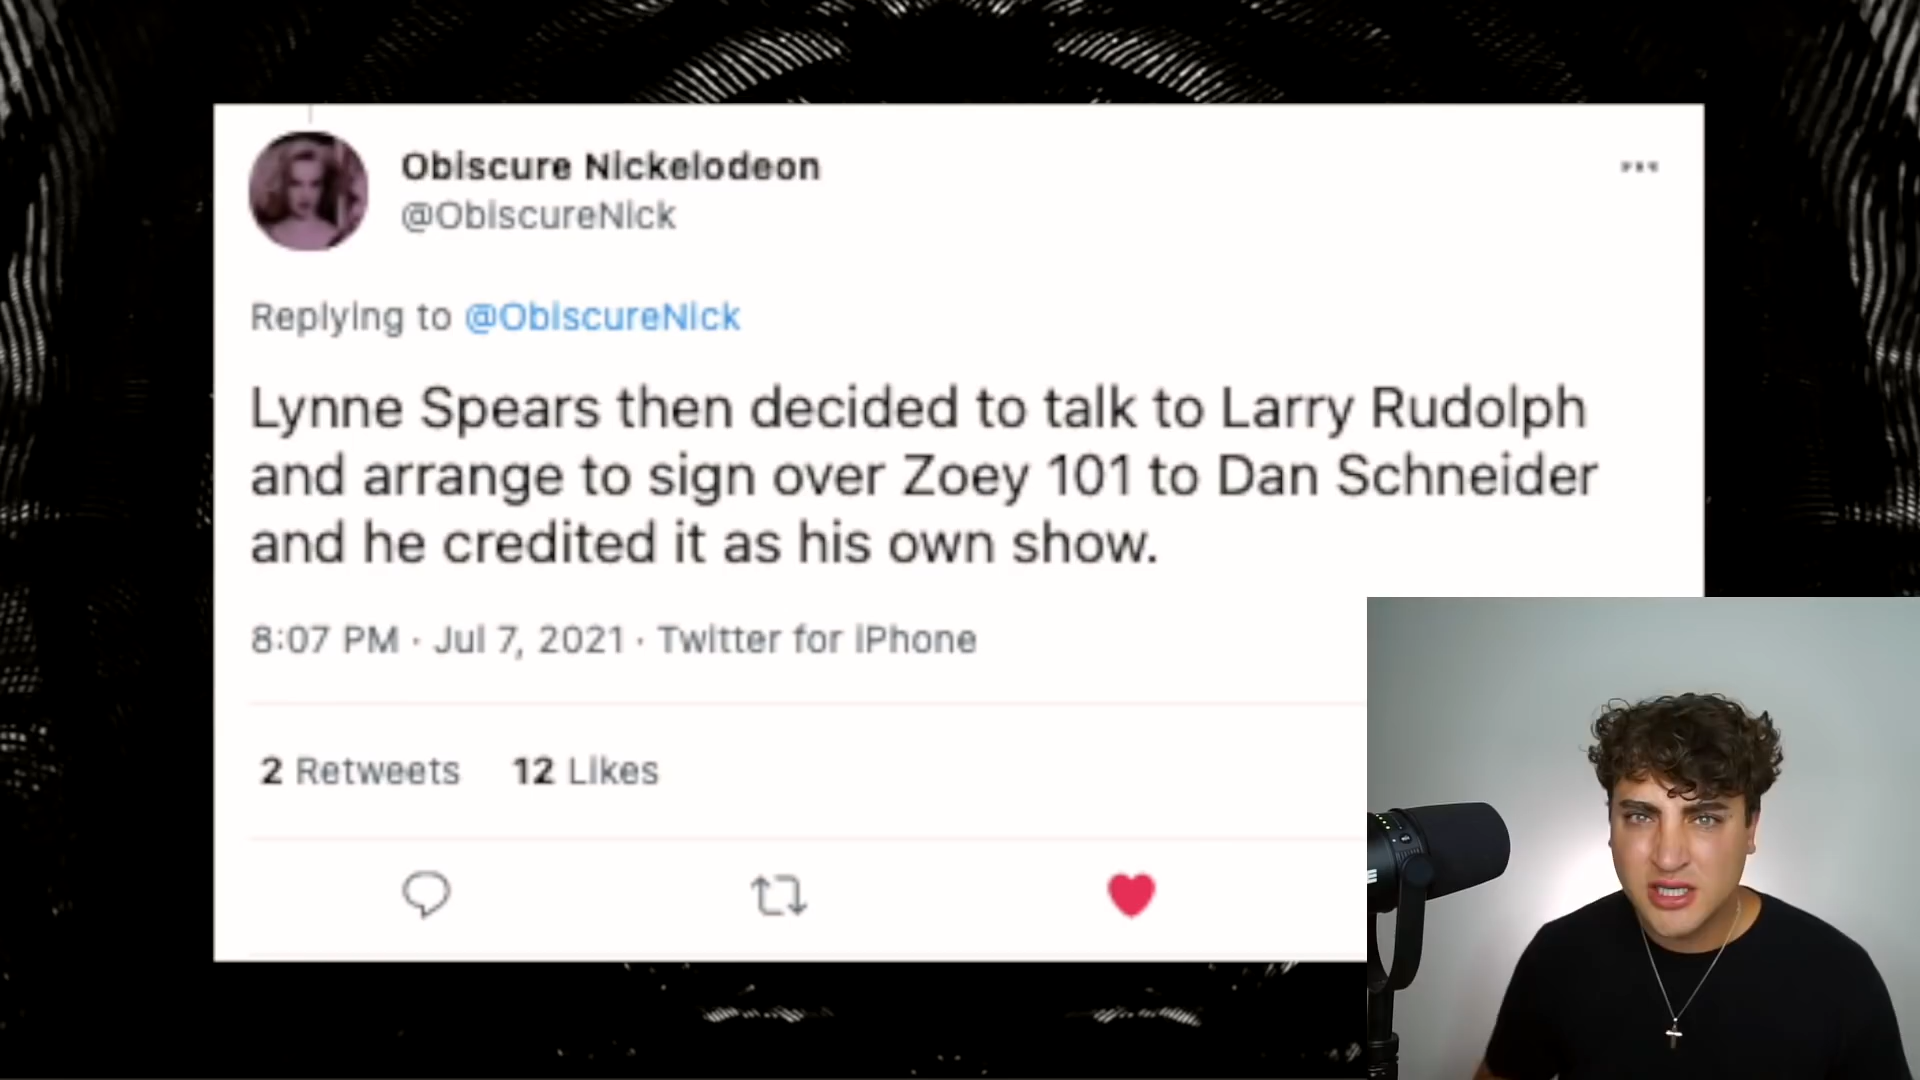 Obiscure Nickelodeon
@ObiscureNick
Replying to @ObiscureNick
Lynne Spears then decided to talk to Larry Rudolph
and arrange to sign over Zoey 101 to Dan Schneider
and he credited it as his own show.
8:07 PM · Jul 7, 2021 · Twitter for iPhone
2 Retweets 12 Likes